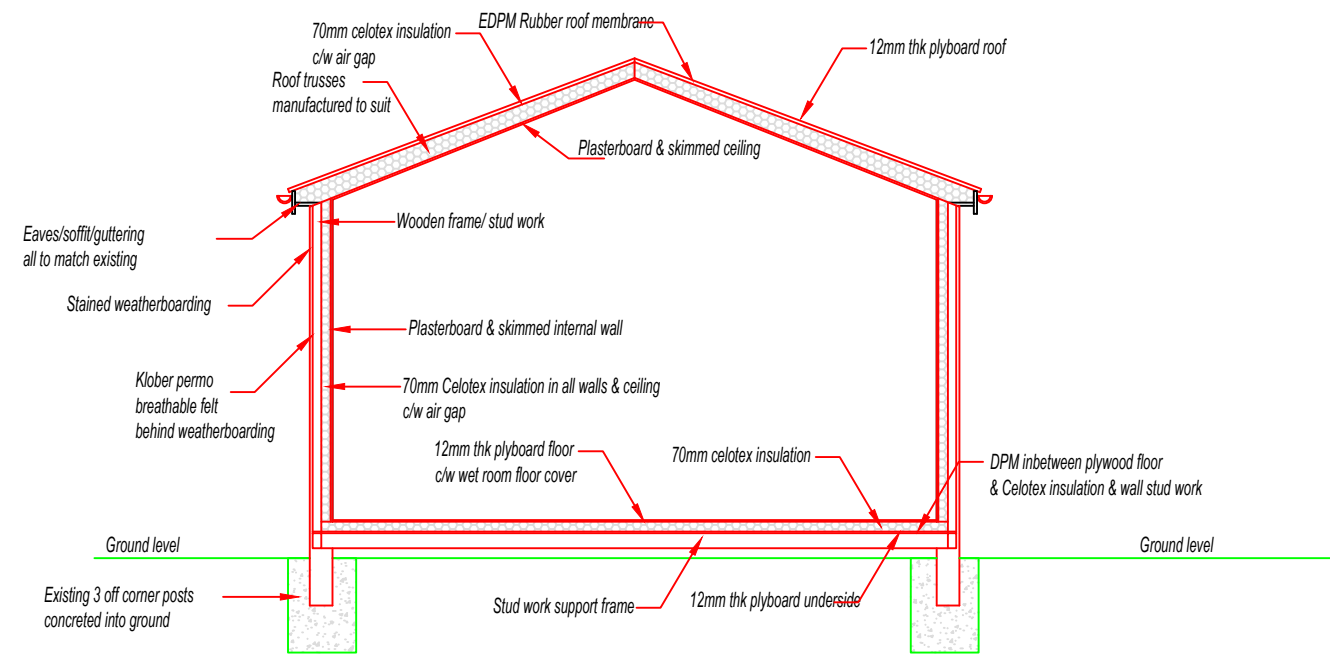 EDPM Rubber roof membrane
70mm celotex insulation
c/w air gap
12mm thk plyboard roof
Roof trusses
manufactured to suit
Plasterboard & skimmed ceiling
Wooden frame/ stud work
Eaves/soffit/guttering
all to match existing
Stained weatherboarding
Plasterboard & skimmed internal wall
Klober permo
breathable felt
behind weatherboarding
70mm Celotex insulation in all walls & ceiling
c/w air gap
12mm thk plyboard floor
c/w wet room floor cover
70mm celotex insulation
DPM inbetween plywood floor
& Celotex insulation & wall stud work
Ground level
Ground level
Existing 3 off corner posts
concreted into ground
Stud work support frame
12mm thk plyboard underside